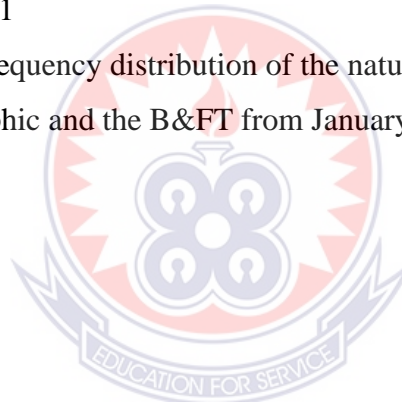 1
equency distribution of the natu
phic and the B&FT from January
EDUCATION FOR SERVICE